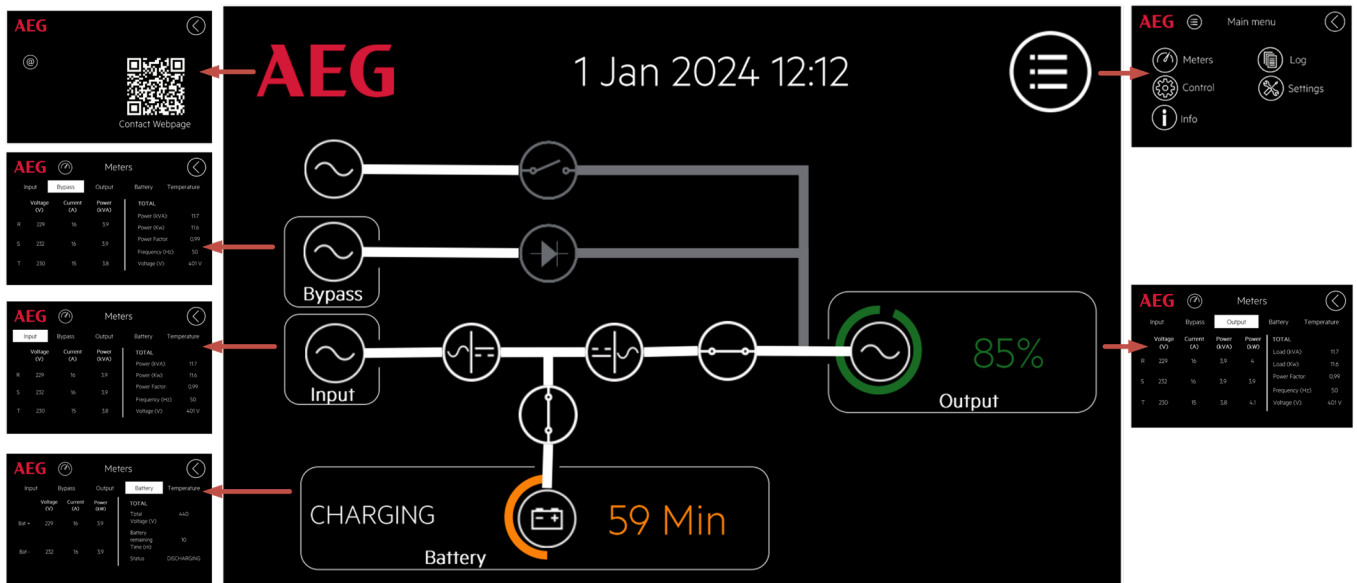 AEG
@
Contact Webpage
AEG
Meters
Input Bypass Output Battery Temperature
Voltage (V) Current (A) Power (kVA) TOTAL
Power (kVA): 11.7
R 229 16 3.9 Power (Kw): 11.6
Power Factor: 0,99
S 232 16 3.9 Frequency (Hz): 50
T 230 15 3.8 Voltage (V): 401 V
AEG
Meters
Input Bypass Output Battery Temperature
Voltage (V) Current (A) Power (kVA) TOTAL
Power (kVA): 11.7
R 229 16 3.9 Power (Kw): 11.6
Power Factor: 0,99
S 232 16 3.9 Frequency (Hz): 50
T 230 15 3.8 Voltage (V): 401 V
AEG
Meters
Input Bypass Output Battery Temperature
Voltage (V) Current (A) Power (kW) TOTAL
Total Voltage (V) 440
Bat + 229 16 3.9
Battery remaining Time (m) 10
Bat - 232 16 3.9
Status DISCHARGING
AEG
1 Jan 2024 12:12
Bypass
Input
85%
Output
CHARGING
59 Min
Battery
AEG
Main menu
Meters
Log
Control
Settings
Info
AEG
Meters
Input Bypass Output Battery Temperature
Voltage (V) Current (A) Power (kVA) Power (kW) TOTAL
Load (kVA): 11.7
R 229 16 3.9 4 Load (Kw): 11.6
Power Factor: 0,99
S 232 16 3.9 3.9 Frequency (Hz): 50
T 230 15 3.8 4.1 Voltage (V): 401 V